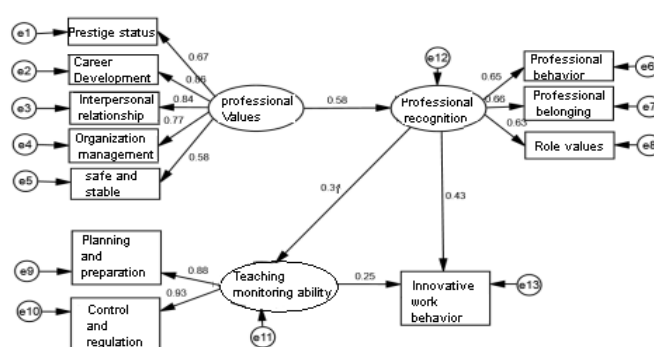 e1
Prestige status
0.67
e2
Career
Development
0.86
e3
Interpersonal
relationship
0.84
0.77
e4
Organization
management
0.58
e5
safe and
stable
professional
Values
0.58
e12
Professional
recognition
0.65
Professional
behavior
e6
0.66
Professional
belonging
e7
0.63
Role values
e8
0.43
Planning
and
preparation
e9
0.88
Control
and
regulation
e10
0.93
Teaching
monitoring ability
e11
0.25
Innovative
work
behavior
e13